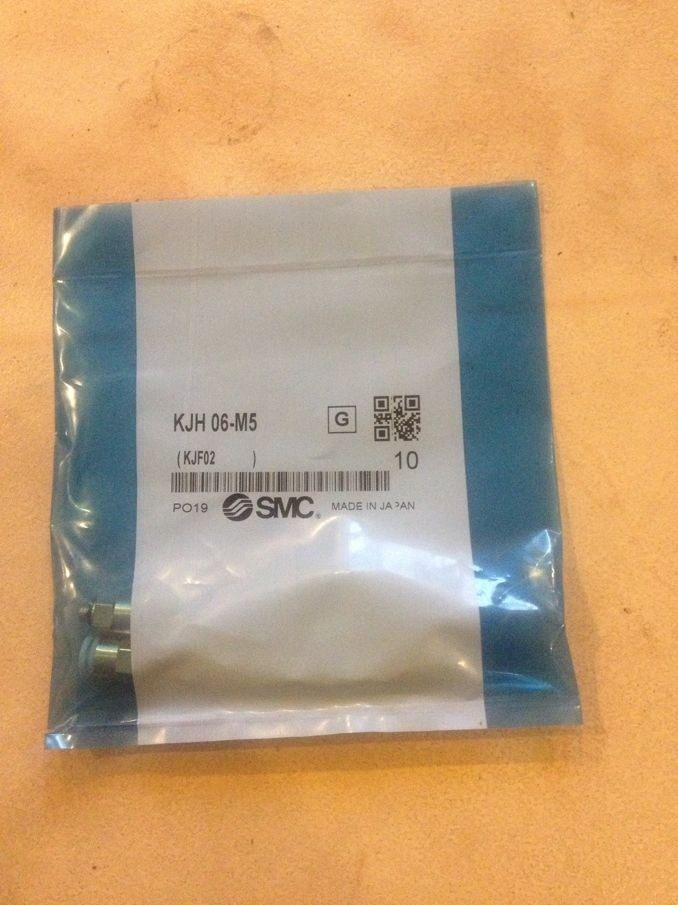 KJH 06-M5 G
(KJF02 )
10
PO19 SMC MADE IN JAPAN